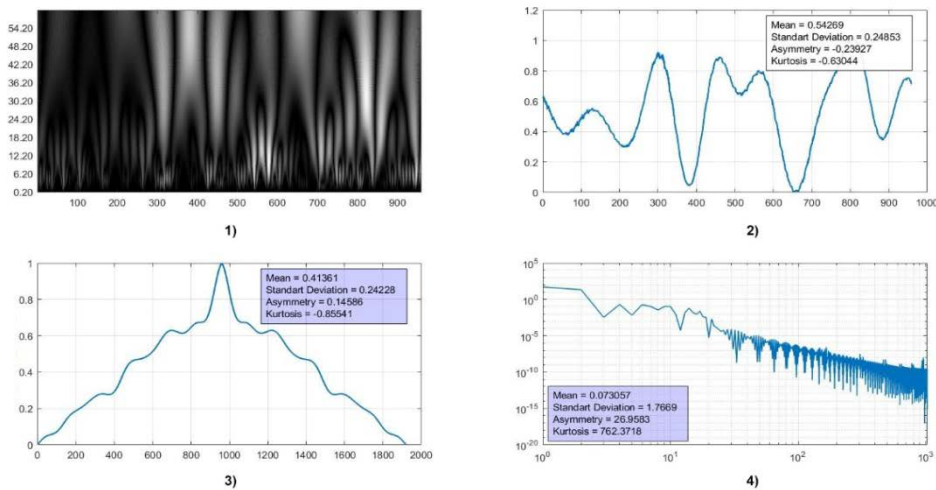 54.20
48.20
42.20
36.20
30.20
24.20
18.20
12.20
6.20
0.20
100 200 300 400 500 600 700 800 900
1)
1.2
1
0.8
0.6
0.4
0.2
0
0 100 200 300 400 500 600 700 800 900 1000
Mean = 0.54269
Standart Deviation = 0.24853
Asymmetry = -0.23927
Kurtosis = -0.63044
2)
1
0.8
0.6
0.4
0.2
0
0 200 400 600 800 1000 1200 1400 1600 1800 2000
Mean = 0.41361
Standart Deviation = 0.24228
Asymmetry = 0.14586
Kurtosis = -0.85541
3)
10^5
10^0
10^-5
10^-10
10^-15
10^-20
10^0 10^1 10^2 10^3
Mean = 0.073057
Standart Deviation = 1.7669
Asymmetry = 26.9583
Kurtosis = 762.3718
4)